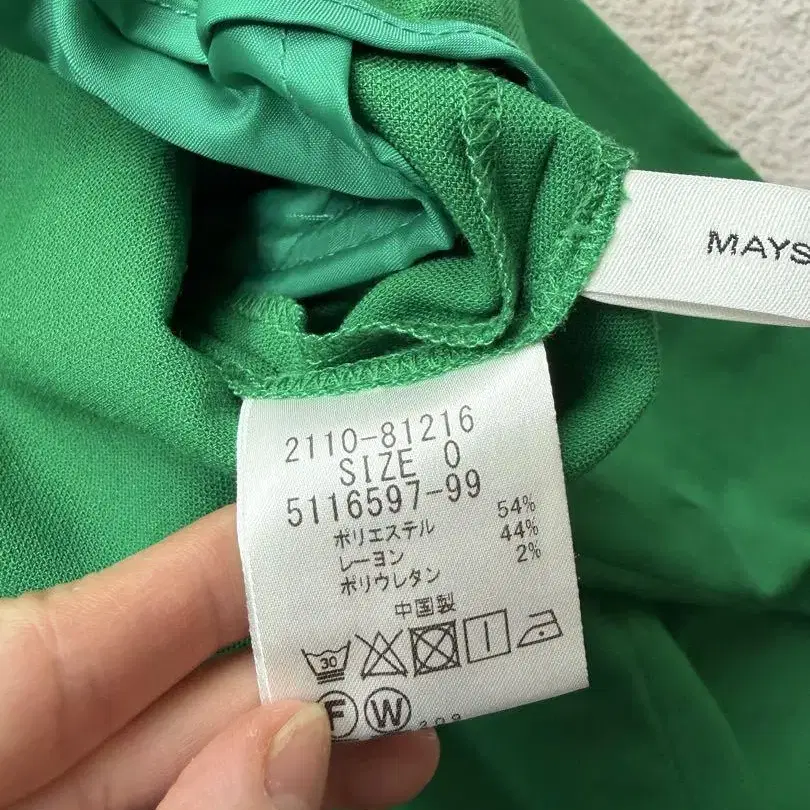 MAYS
2110-81216
SIZE 0
5116597-99
ポリエステル 54%
レーヨン 44%
ポリウレタン 2%
中国製
30
F W